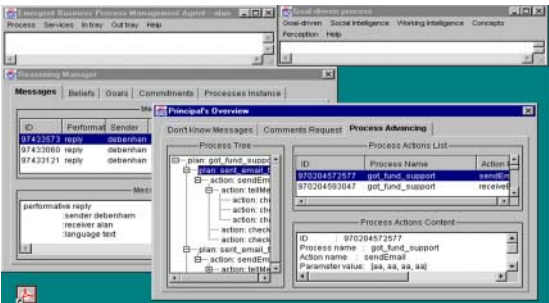 Emergent Business Process Management Agent - alan
Process Services In tray Out tray Help
Goal-driven process
Goal-driven Social Intelligence Working Intelligence Concepts
Perception Help
Reasoning Manager
Messages Beliefs Goals Commitments Processes Instance
ID Performat Sender
97433573 reply debenhan
97433060 reply debenhan
97433121 reply debenhan
performative reply
:sender debenham
:receiver alan
:language text
Principal's Overview
Don't Know Messages Comments Request Process Advancing
Process Tree
plan: got_fund_suppo
plan: sent_email_t
action: sendEm
action: tellMe
action: ch
action: ch
action: ch
action: check
action: check
plan: sent_email_t
action: sendEm
action: tellMe
Process Actions List
ID Process Name Action
970204572577 got_fund_support sendEm
970204593047 got_fund_support receiveE
Process Actions Content
ID : 970204572577
Process name : got_fund_support
Action name : sendEmail
Parameter value: [aa, aa, aa, aa]